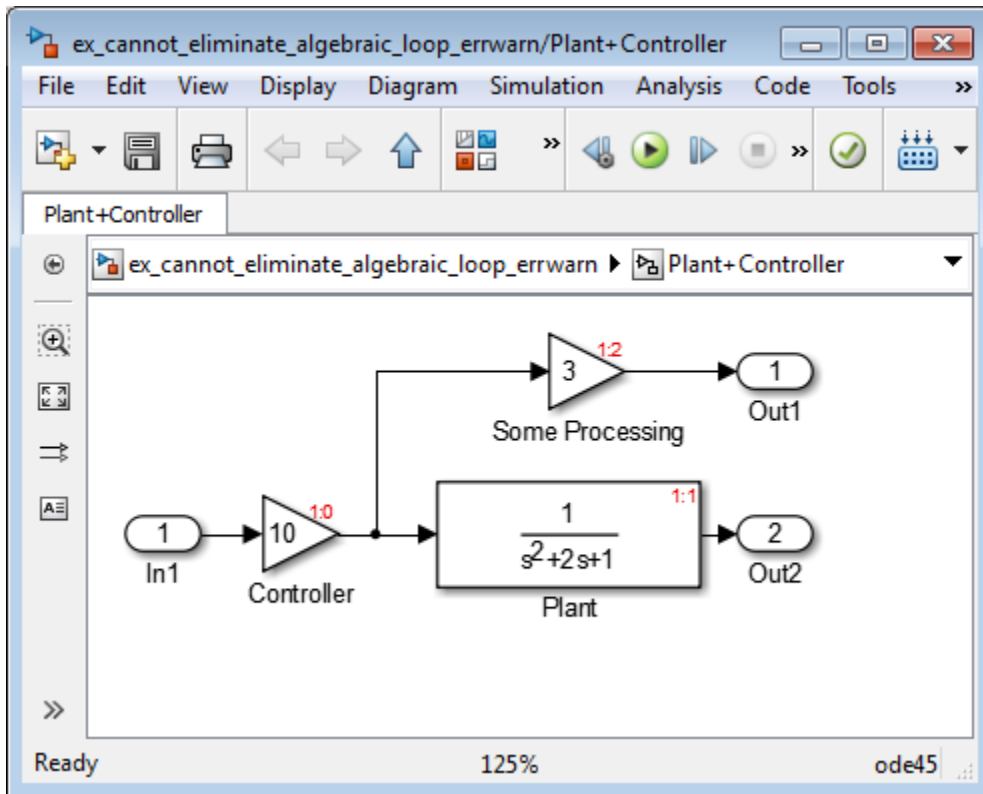 ex_cannot_eliminate_algebraic_loop_errwarn/Plant+Controller
File Edit View Display Diagram Simulation Analysis Code Tools »
Plant+Controller
ex_cannot_eliminate_algebraic_loop_errwarn Plant+Controller
1:2
3
1
Out1
Some Processing
1:1
1
s²+2s+1
1:0
1
10
2
In1
Controller
Plant
Out2
Ready 125% ode45